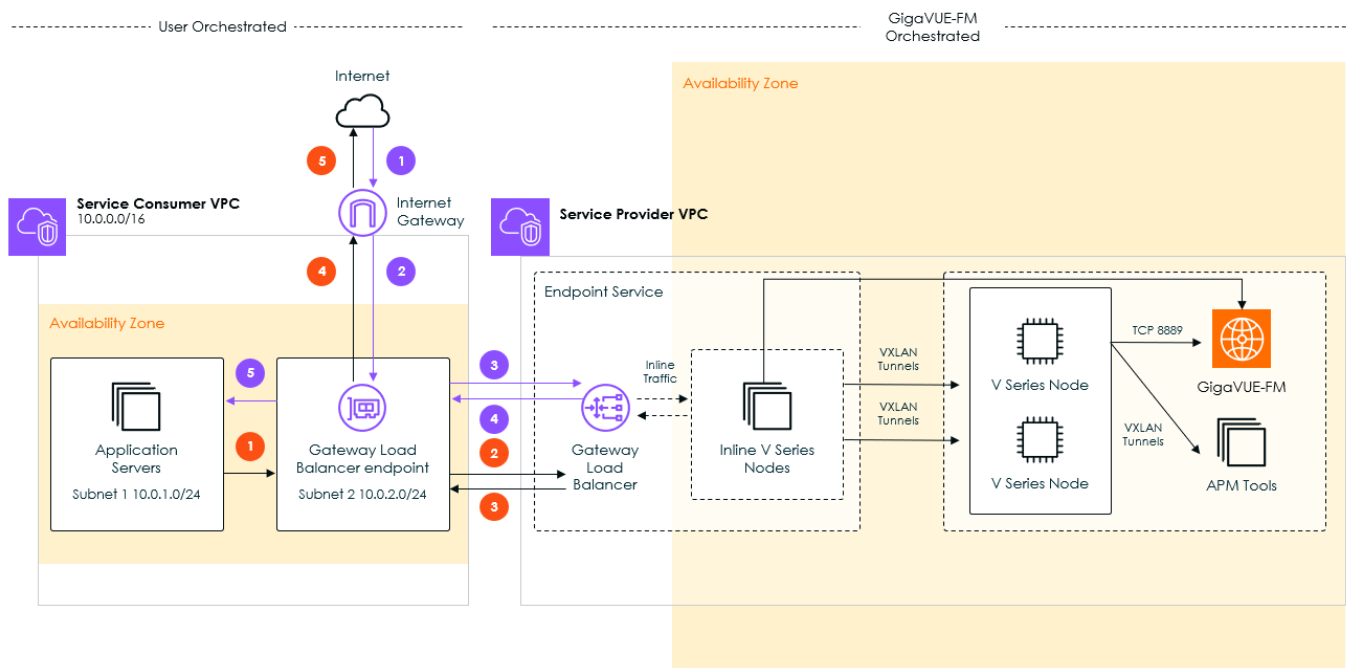 User Orchestrated
GigaVUE-FM
Orchestrated
Internet
Availability Zone
5
1
Service Consumer VPC
10.0.0.0/16
Internet
Gateway
Service Provider VPC
4
2
Endpoint Service
Availability Zone
5
3
4
1
2
3
Application
Servers
Subnet 1 10.0.1.0/24
Gateway Load
Balancer endpoint
Subnet 2 10.0.2.0/24
Gateway
Load
Balancer
Inline
Traffic
Inline V Series
Nodes
VXLAN
Tunnels
VXLAN
Tunnels
V Series Node
V Series Node
TCP 8889
GigaVUE-FM
VXLAN
Tunnels
APM Tools